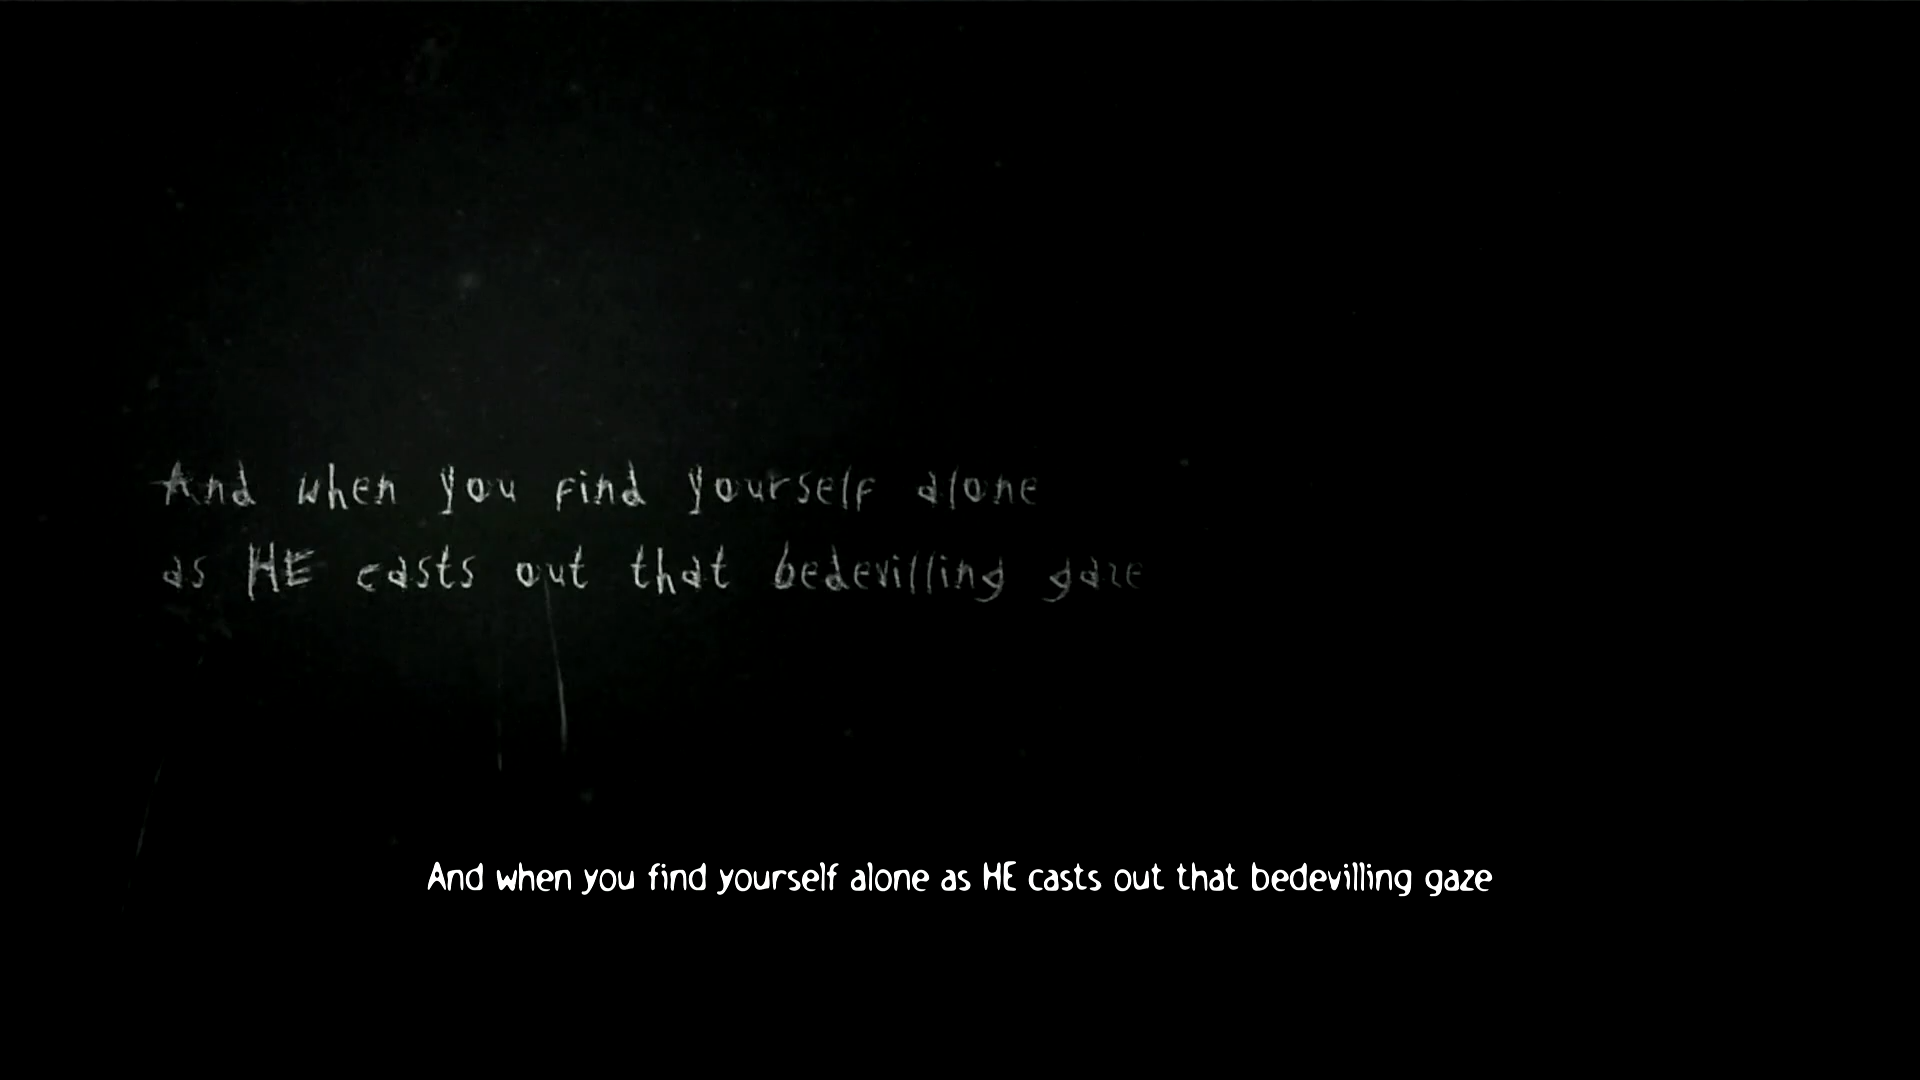 And when you find yourself alone
as HE casts out that bedevilling gaze
And when you find yourself alone as HE casts out that bedevilling gaze